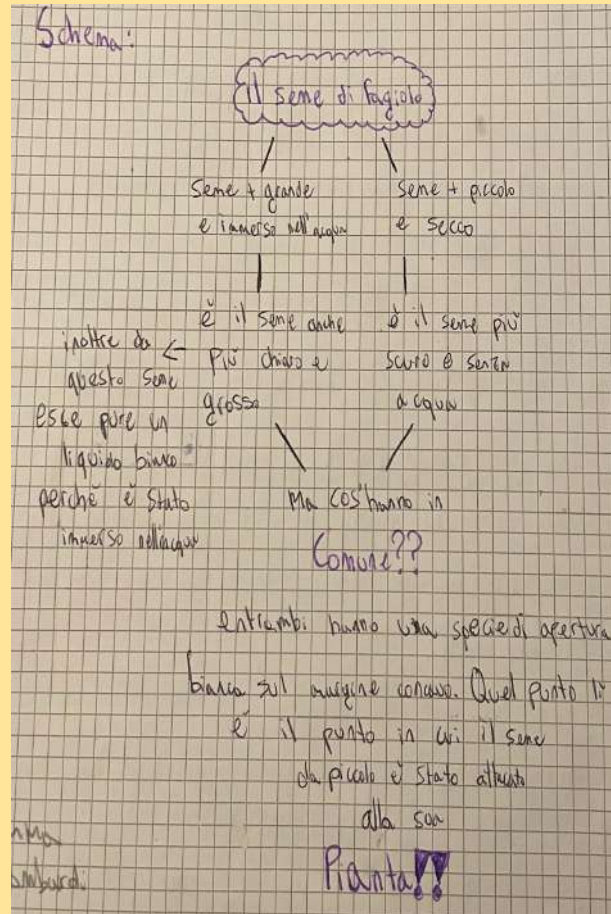 Schema:
Il seme di fagiolo
Seme + grande
e immerso nell'acqua
Seme + piccolo
e secco
è il seme anche
più chiaro e
grosso
è il seme più
scuro e senza
acqua
inoltre da
questo seme
esce pure un
liquido bianco
perchè è stato
immerso nell'acqua
Ma cos'hanno in
Comune??
entrambi hanno una specie di apertura
bianca sul margine concavo. Quel punto lì
è il punto in cui il seme
da piccolo è stato attaccato
alla sua
Pianta!!